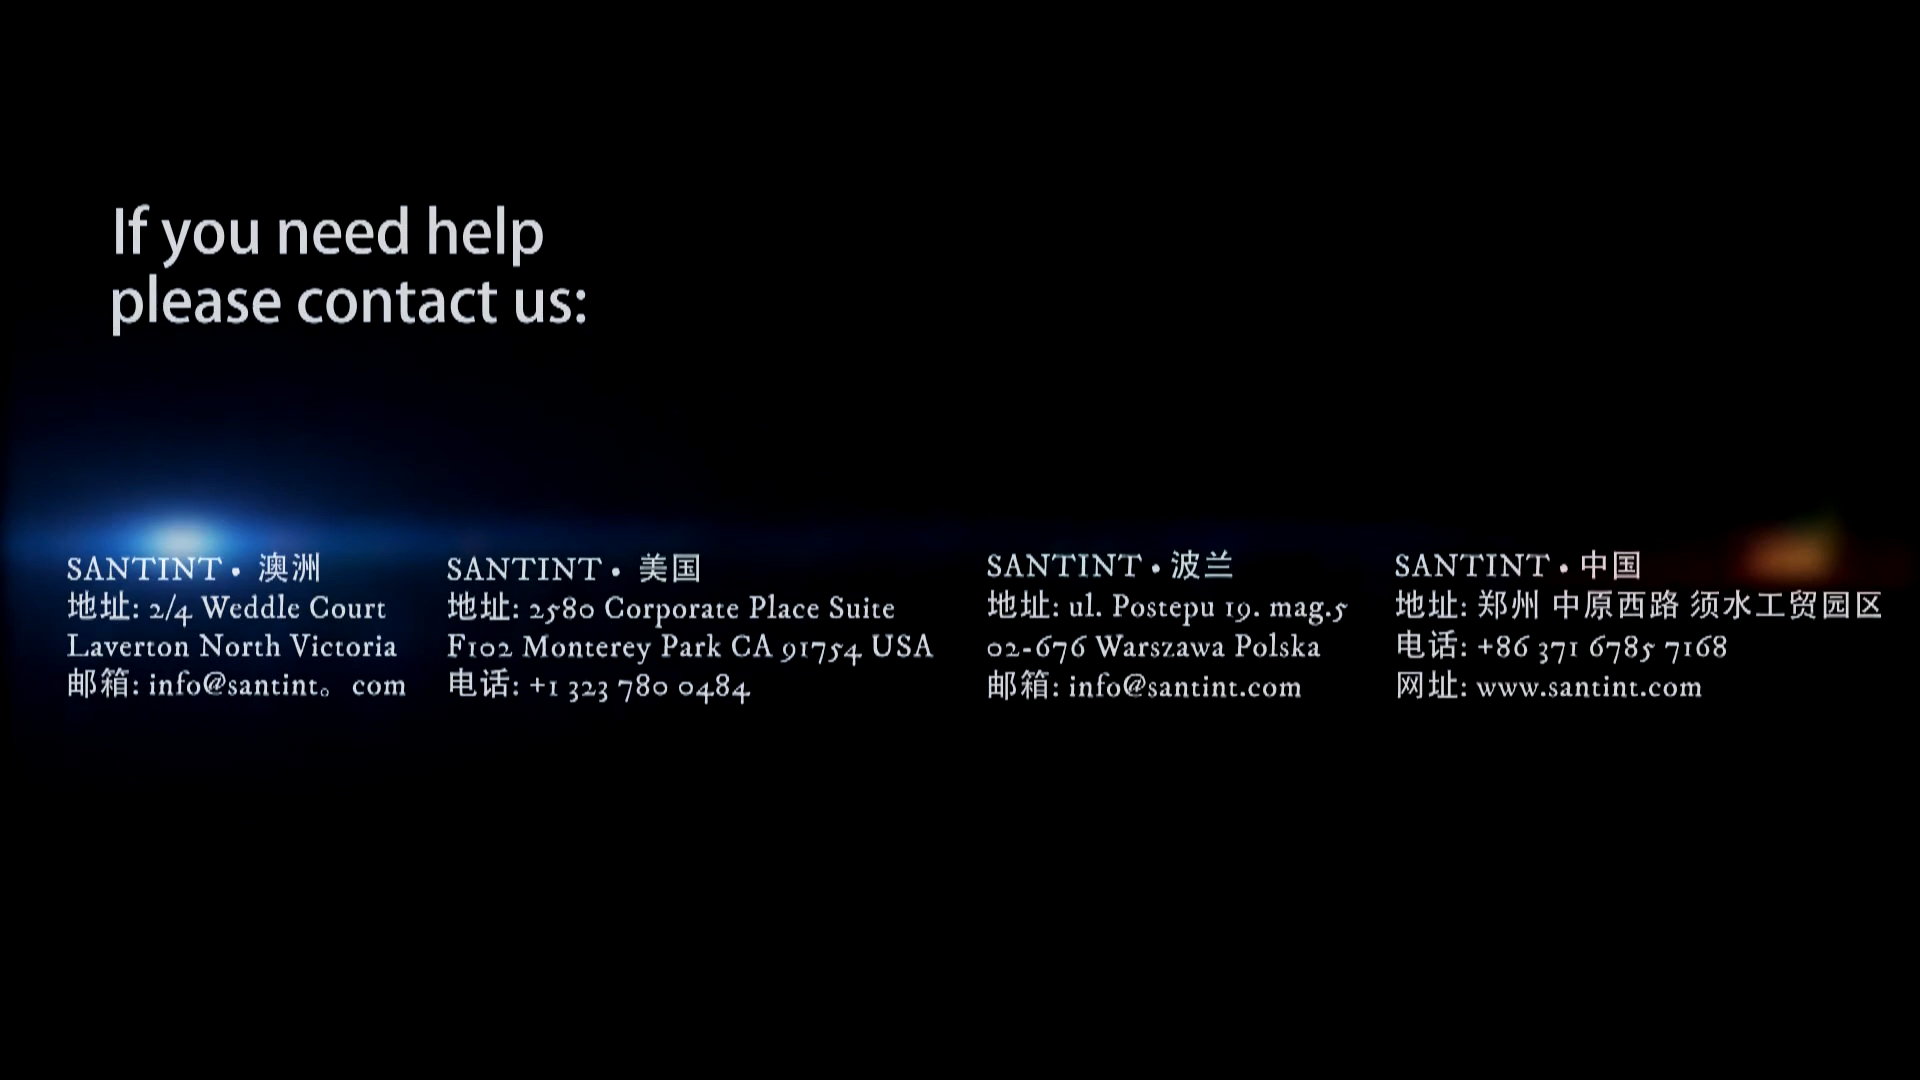 If you need help
please contact us:
SANTINT • 澳洲
地址: 2/4 Weddle Court
Laverton North Victoria
邮箱: info@santint。 com
SANTINT • 美国
地址: 2580 Corporate Place Suite
F102 Monterey Park CA 91754 USA
电话: +1 323 780 0484
SANTINT • 波兰
地址: ul. Postepu 19. mag.5
02-676 Warszawa Polska
邮箱: info@santint.com
SANTINT • 中国
地址: 郑州 中原西路 须水工贸园区
电话: +86 371 6785 7168
网址: www.santint.com